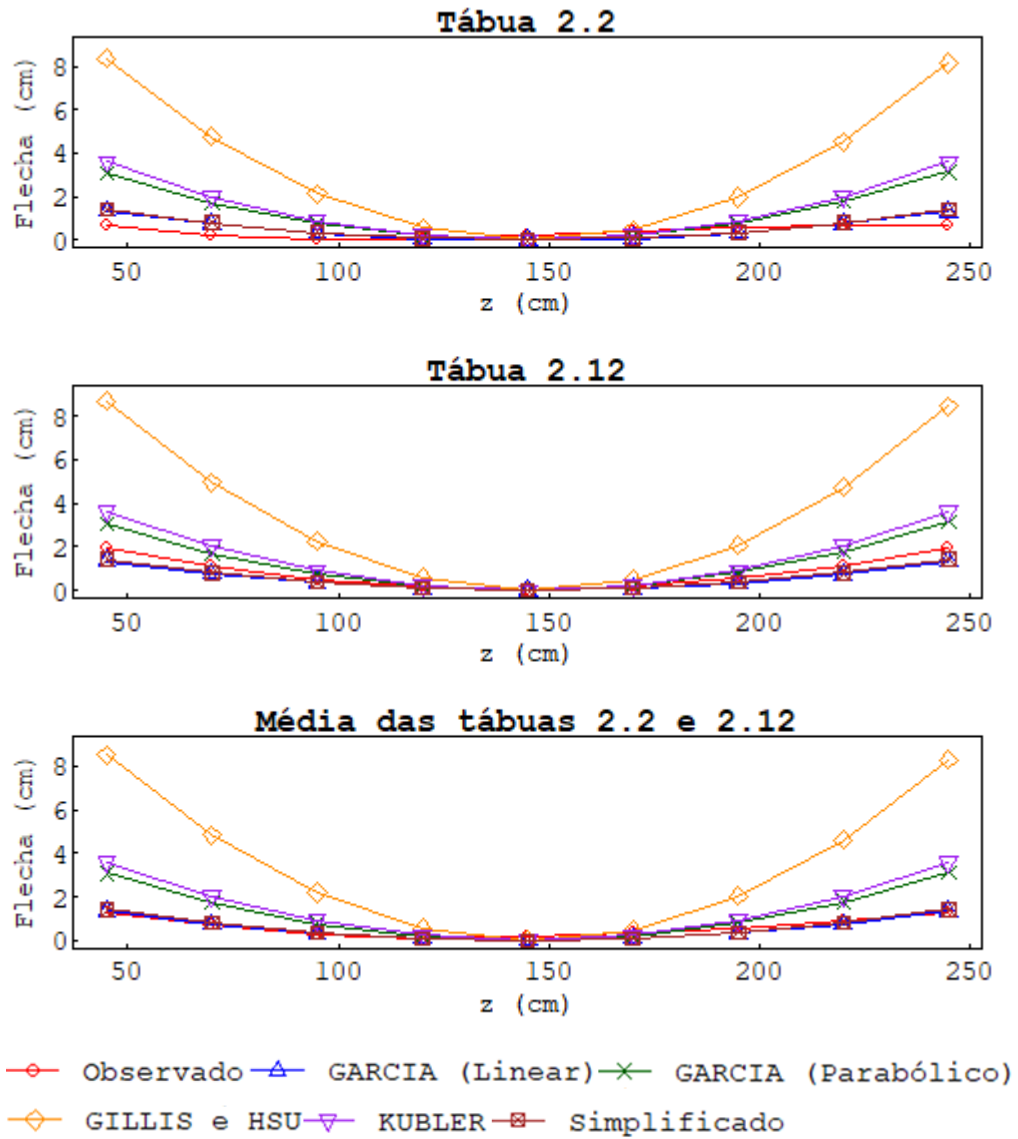 Tábua 2.2
Flecha (cm)
8
6
4
2
0
50 100 150 200 250
z (cm)
Tábua 2.12
Flecha (cm)
8
6
4
2
0
50 100 150 200 250
z (cm)
Média das tábuas 2.2 e 2.12
Flecha (cm)
8
6
4
2
0
50 100 150 200 250
z (cm)
Observado GARCIA (Linear) GARCIA (Parabólico)
GILLIS e HSU KUBLER Simplificado